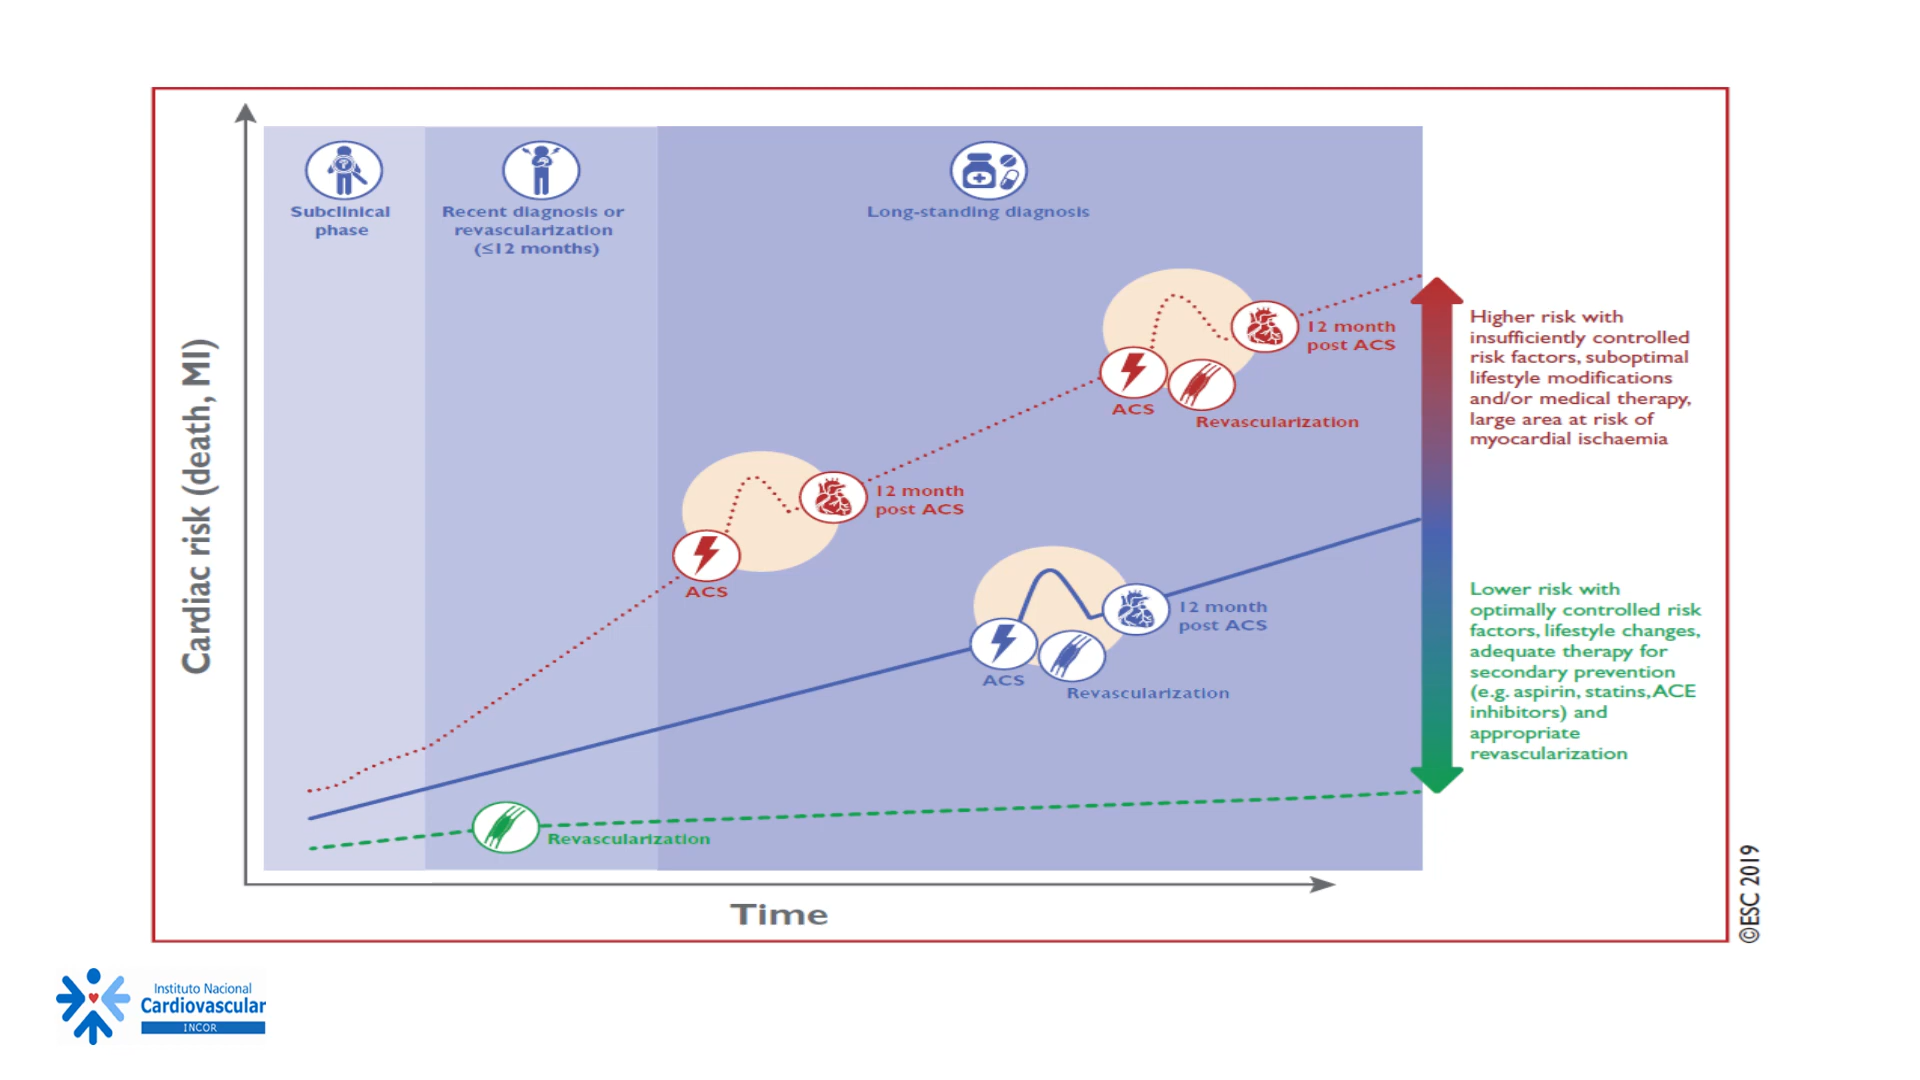 Subclinical
phase
Recent diagnosis or
revascularization
(≤12 months)
Long-standing diagnosis
Cardiac risk (death, MI)
12 month
post ACS
ACS
Revascularization
12 month
post ACS
ACS
12 month
post ACS
ACS
Revascularization
Revascularization
Higher risk with
insufficiently controlled
risk factors, suboptimal
lifestyle modifications
and/or medical therapy,
large area at risk of
myocardial ischaemia
Lower risk with
optimally controlled risk
factors, lifestyle changes,
adequate therapy for
secondary prevention
(e.g. aspirin, statins, ACE
inhibitors) and
appropriate
revascularization
Time
©ESC 2019
Instituto Nacional
Cardiovascular
INCOR